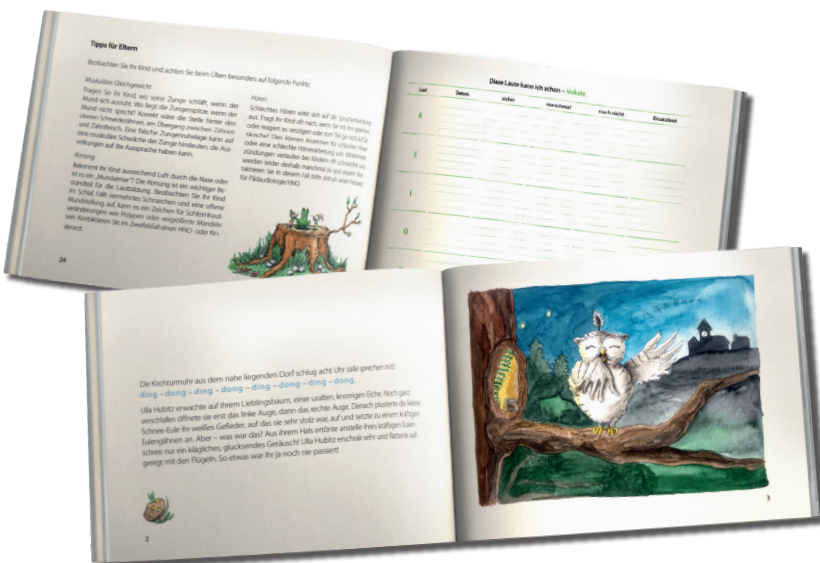 Tipps für Eltern
Beobachten Sie Ihr Kind und achten Sie beim Üben besonders auf folgende Punkte:
Muskuläres Gleichgewicht
Fragen Sie Ihr Kind, wo seine Zunge schläft, wenn der
Mund sich ausruht. Wo liegt die Zungenspitze, wenn der
Mund nicht spricht? Korrekt wäre die Stelle hinter den
oberen Schneidezähnen, am Übergang zwischen Zähnen
und Zahnfleisch. Eine falsche Zungenruhelage kann auf
eine muskuläre Schwäche der Zunge hindeuten, die Aus-
wirkungen auf die Aussprache haben kann.
Atmung
Bekommt Ihr Kind ausreichend Luft durch die Nase oder
ist es ein „Mundatmer“? Die Atmung ist ein wichtiger Be-
standteil für die Lautbildung. Beobachten Sie Ihr Kind
im Schlaf. Fällt vermehrtes Schnarchen und eine offene
Mundstellung auf, kann es ein Zeichen für Schleimhaut-
veränderungen wie Polypen oder vergrößerte Mandeln
sein. Kontaktieren Sie im Zweifelsfall einen HNO- oder Kin-
derarzt.
Hören
Schlechtes Hören wirkt sich auf die Sprachentwicklung
aus. Fragt Ihr Kind oft nach, wenn Sie mit ihm sprechen,
oder reagiert es verzögert oder zum Teil gar nicht auf Ge-
räusche? Dies können Anzeichen für schlechtes Hören
oder eine schlechte Hörverarbeitung sein.
zündungen verlaufen bei Kindern oft schmerzfrei und
werden leider deshalb manchmal zu spät erkannt. Kon-
taktieren Sie in diesem Fall bitte zeitnah einen Facharzt
für Pädaudiologie/HNO.
24
Diese Laute kann ich schon – Vokale
Laut Datum sicher manchmal noch nicht Ersatzlaut
A
E
I
O
Die Kirchturmuhr aus dem nahe liegenden Dorf schlug acht Uhr (alle sprechen mit):
ding – dong – ding – dong – ding – dong – ding – dong.
Ulla Hubitz erwachte auf ihrem Lieblingsbaum, einer uralten, knorrigen Eiche. Noch ganz
verschlafen öffnete sie erst das linke Auge, dann das rechte Auge. Danach plusterte die kleine
Schnee-Eule ihr weißes Gefieder, auf das sie sehr stolz war, auf und setzte zu einem kräftigen
Eulengähnen an. Aber – was war das? Aus ihrem Hals ertönte anstelle ihres kräftigen Eulen-
schreis nur ein klägliches, glucksendes Geräusch! Ulla Hubitz erschrak sehr und flatterte auf-
geregt mit den Flügeln. So etwas war ihr ja noch nie passiert!
2
3